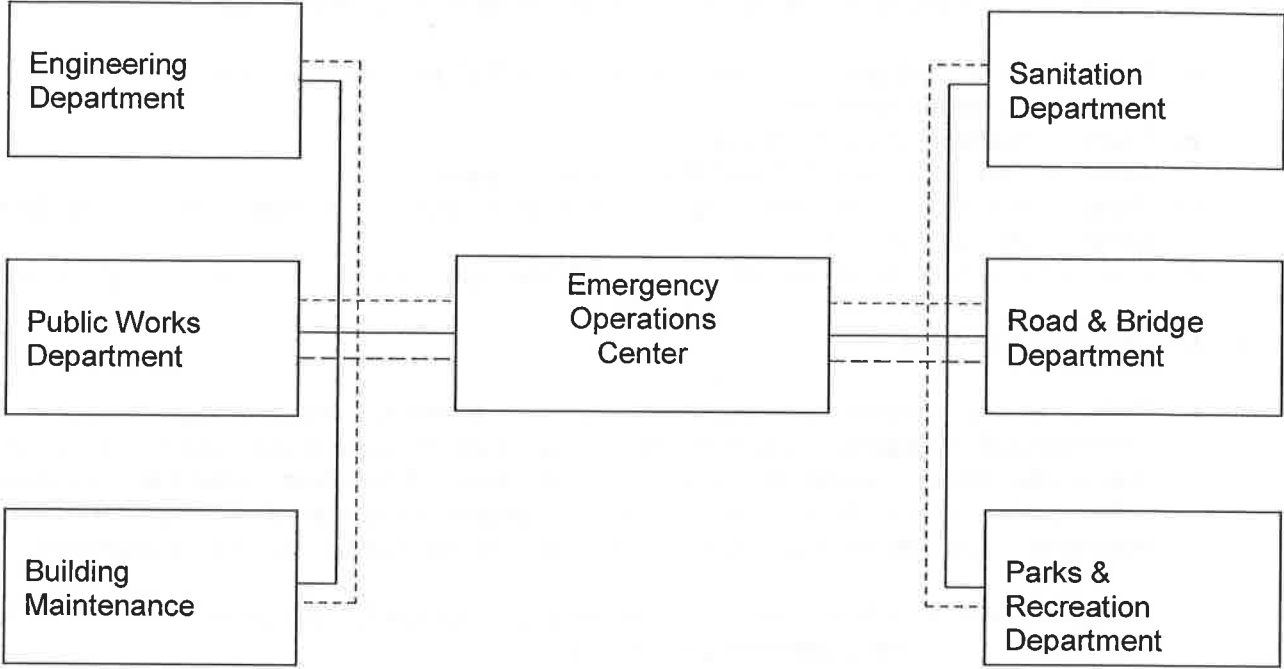 Engineering
Department
Sanitation
Department
Public Works
Department
Emergency
Operations
Center
Road & Bridge
Department
Building
Maintenance
Parks &
Recreation
Department